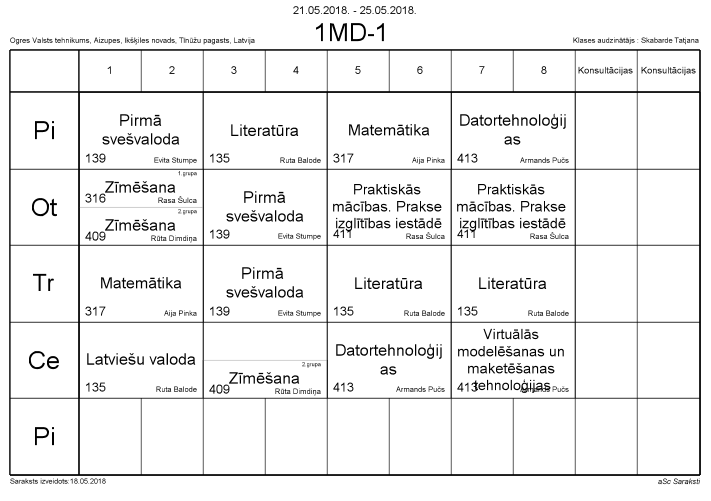 21.05.2018. - 25.05.2018.
1MD-1
Ogres Valsts tehnikums, Aizupes, Ikšķiles novads, Tīnūžu pagasts, Latvija
Klases audzinātājs : Skabarde Tatjana
1 2 3 4 5 6 7 8 Konsultācijas Konsultācijas
Pi
Pirmā
svešvaloda
139 Evita Stumpe
Literatūra
135 Ruta Balode
Matemātika
317 Aija Pinka
Datortehnoloģij
as
413 Armands Pučs
Ot
1.grupa
Zīmēšana
316 Rasa Šulca
2.grupa
Zīmēšana
409 Rūta Dimdiņa
Pirmā
svešvaloda
139 Evita Stumpe
Praktiskās
mācības. Prakse
izglītības iestādē
411 Rasa Šulca
Praktiskās
mācības. Prakse
izglītības iestādē
411 Rasa Šulca
Tr
Matemātika
317 Aija Pinka
Pirmā
svešvaloda
139 Evita Stumpe
Literatūra
135 Ruta Balode
Literatūra
135 Ruta Balode
Ce
Latviešu valoda
135 Ruta Balode
2.grupa
Zīmēšana
409 Rūta Dimdiņa
Datortehnoloģij
as
413 Armands Pučs
Virtuālās
modelēšanas un
maketēšanas
tehnoloģijas
413 Armands Pučs
Pi
Saraksts izveidots:18.05.2018
aSc Saraksti